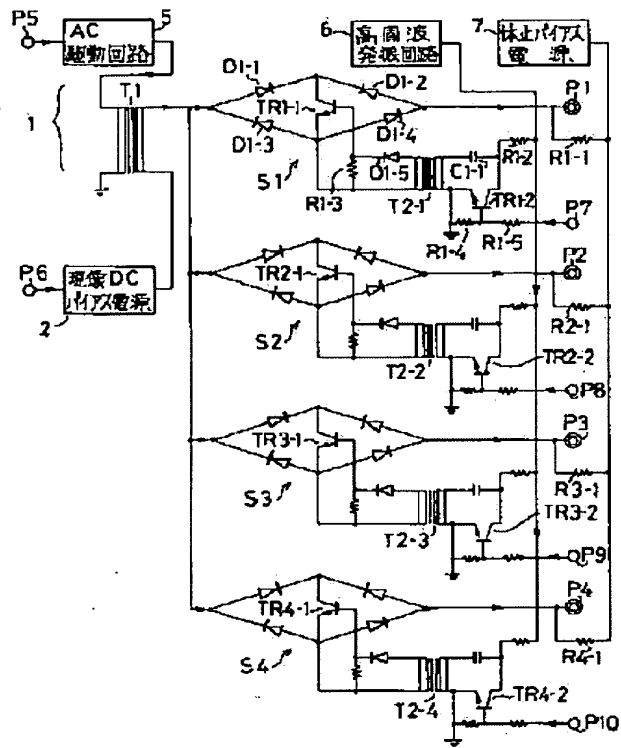 P5
AC
駆動回路
5
6
高周波
発振回路
7
休止バイアス
電源
1
T1
D1-1
D1-2
TR1-1
D1-3
D1-4
P1
R1-1
R1-2
D1-5
C1-1
S1
R1-3
T2-1
TR1-2
R1-4
R1-5
P7
P6
現像DC
バイアス電源
2
TR2-1
P2
R2-1
S2
T2-2
TR2-2
P8
TR3-1
P3
R3-1
S3
T2-3
TR3-2
P9
TR4-1
P4
R4-1
S4
T2-4
TR4-2
P10